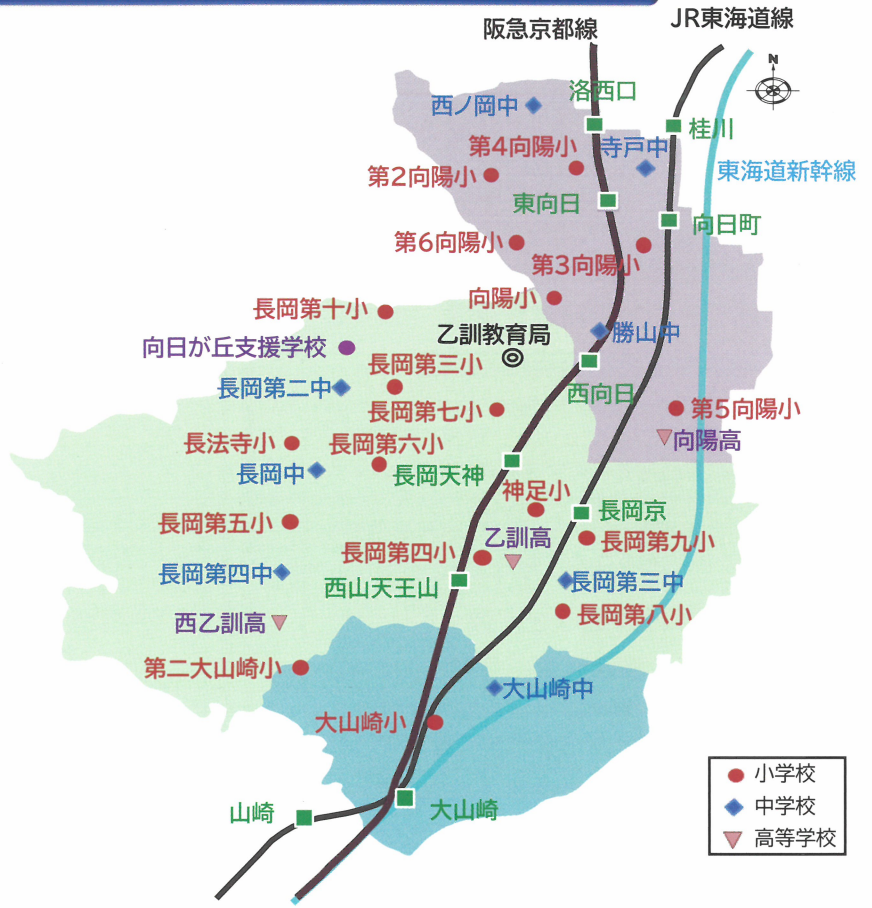 阪急京都線
JR東海道線
N
西ノ岡中
洛西口
桂川
第4向陽小
寺戸中
第2向陽小
東海道新幹線
東向日
向日町
第6向陽小
第3向陽小
向陽小
長岡第十小
勝山中
乙訓教育局
向日が丘支援学校
長岡第三小
長岡第二中
西向日
長岡第七小
第5向陽小
向陽高
長法寺小
長岡第六小
長岡中
長岡天神
神足小
長岡京
長岡第五小
乙訓高
長岡第九小
長岡第四小
長岡第四中
西山天王山
長岡第三中
長岡第八小
西乙訓高
第二大山崎小
大山崎中
大山崎小
小学校
中学校
高等学校
山崎
大山崎